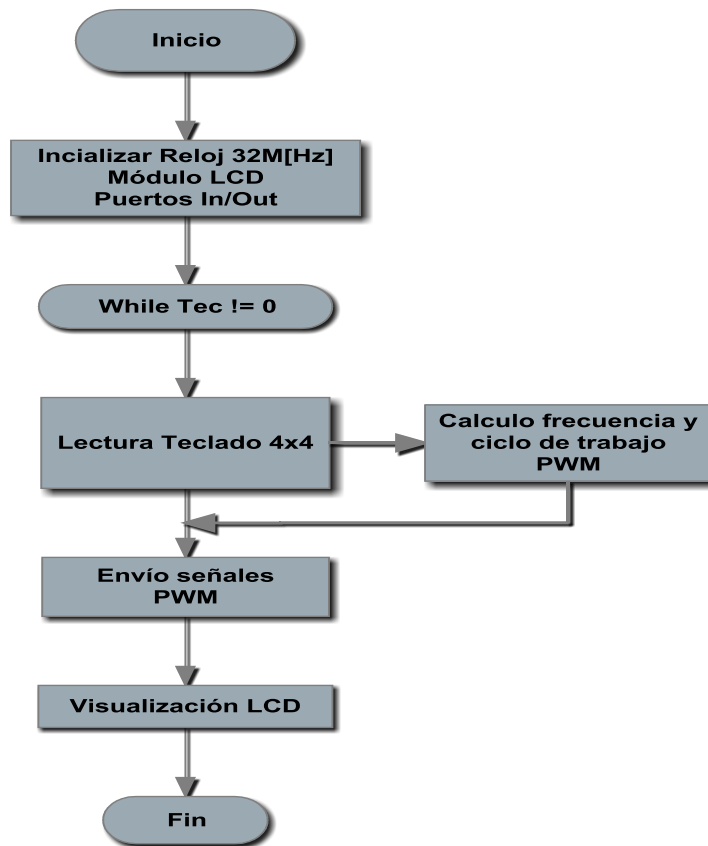 Inicio
Incializar Reloj 32M[Hz]
Módulo LCD
Puertos In/Out
While Tec != 0
Lectura Teclado 4x4
Calculo frecuencia y
ciclo de trabajo
PWM
Envío señales
PWM
Visualización LCD
Fin